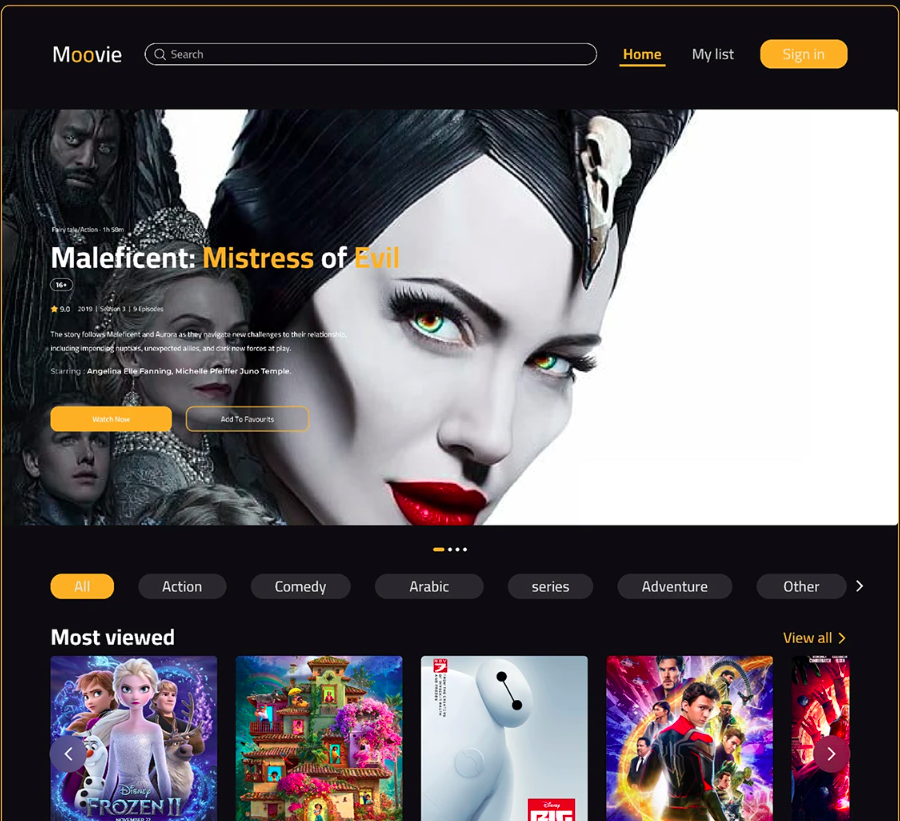 Moovie
Search
Home
My list
Sign in
Fairy tale/Action · 1h 58m
Maleficent: Mistress of Evil
16+
9.0 2019 | Season 3 | 9 Episodes
The story follows Maleficent and Aurora as they navigate new challenges to their relationship,
including impending nuptials, unexpected allies, and dark new forces at play.
Starring : Angelina Elle Fanning, Michelle Pfeiffer Juno Temple.
Watch Now
Add To Favourits
All
Action
Comedy
Arabic
series
Adventure
Other
Most viewed
View all
Disney
FROZEN II
NOVEMBER 22
NOV
7
Disney
BIG